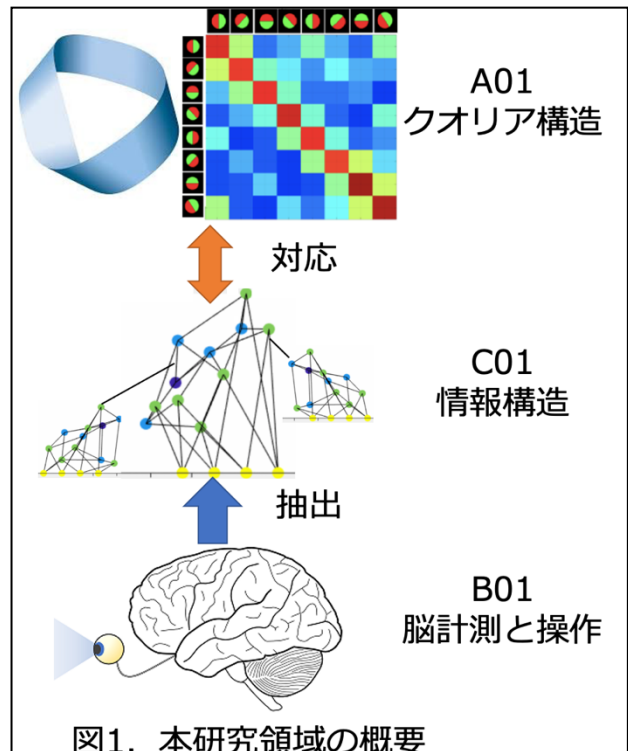 A01
クオリア構造
対応
C01
情報構造
抽出
B01
脳計測と操作
図1. 本研究領域の概要